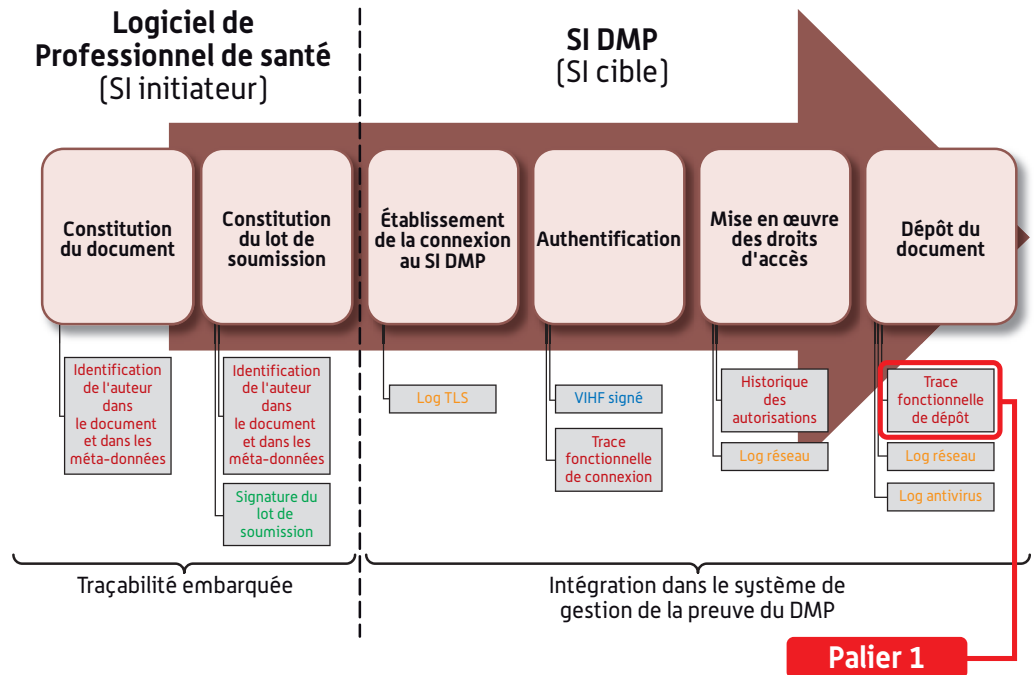 Logiciel de
Professionnel de santé
(SI initiateur)
SI DMP
(SI cible)
Constitution
du document
Constitution
du lot de
soumission
Établissement
de la connexion
au SI DMP
Authentification
Mise en œuvre
des droits
d'accès
Dépôt du
document
Identification
de l'auteur
dans
le document
et dans les
méta-données
Identification
de l'auteur
dans
le document
et dans les
méta-données
Signature du
lot de
soumission
Log TLS
VIHF signé
Trace
fonctionnelle
de connexion
Historique
des
autorisations
Log réseau
Trace
fonctionnelle
de dépôt
Log réseau
Log antivirus
Traçabilité embarquée
Intégration dans le système de
gestion de la preuve du DMP
Palier 1